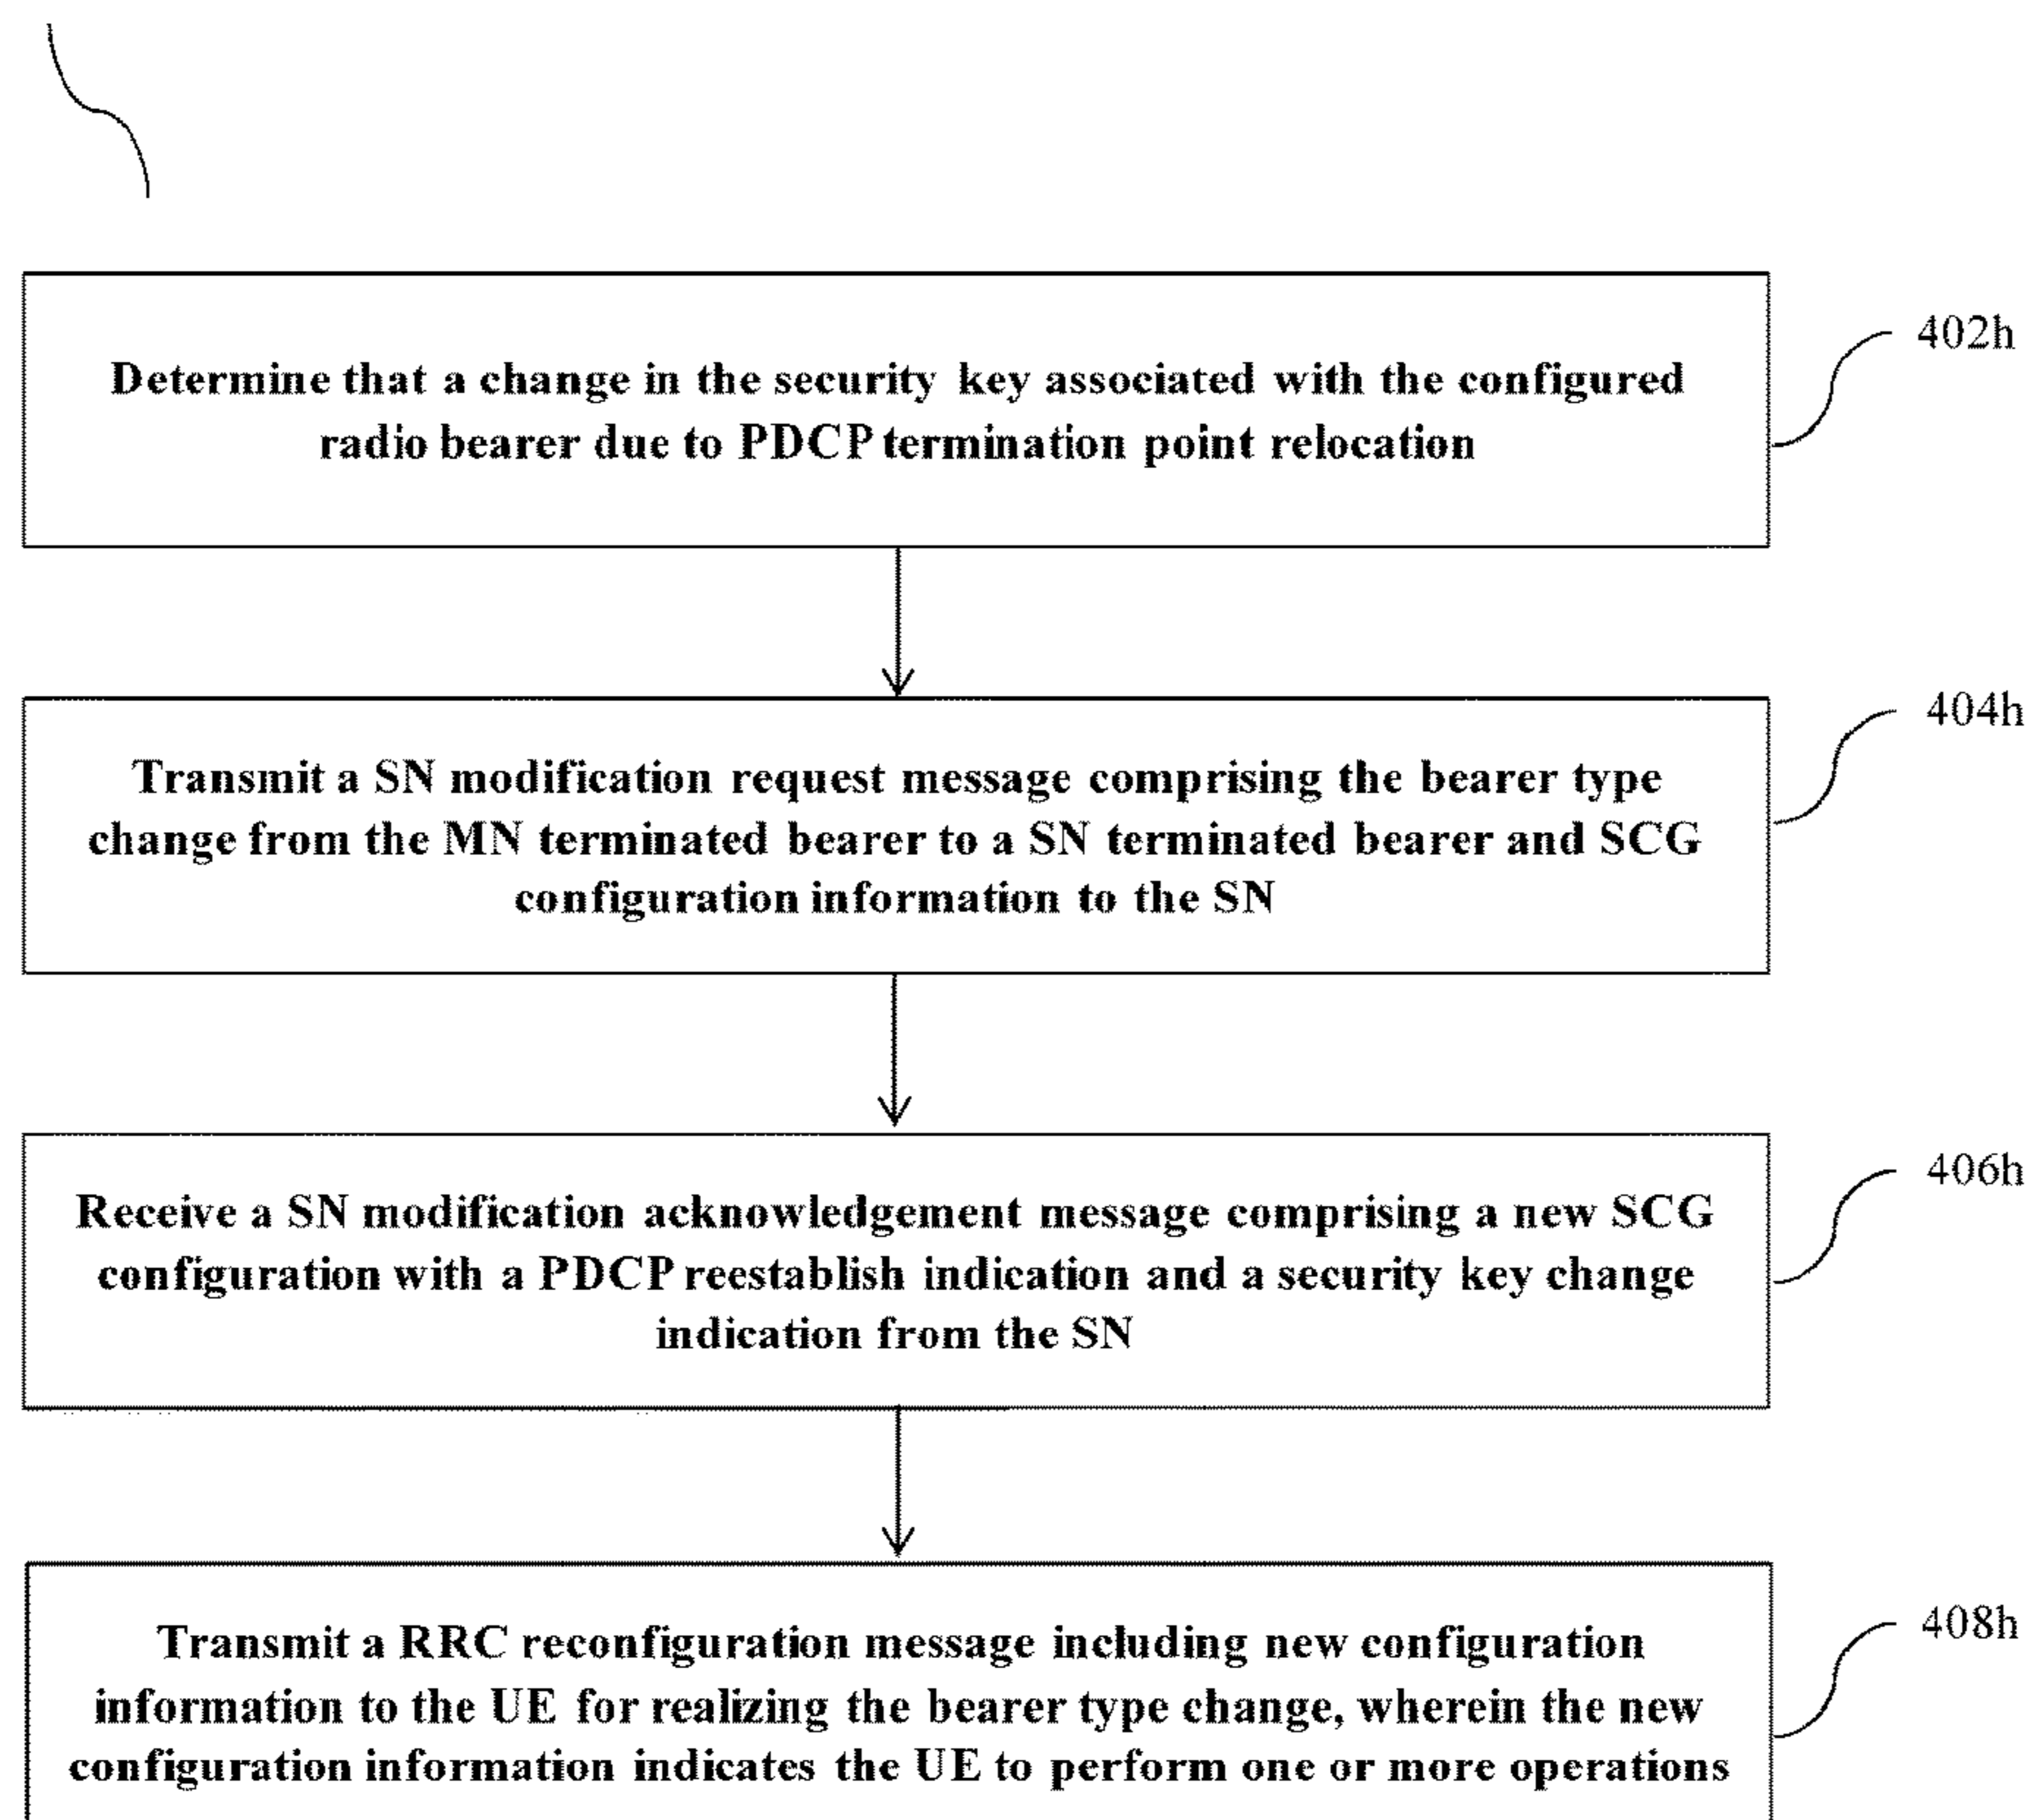 402h
Determine that a change in the security key associated with the configured
radio bearer due to PDCP termination point relocation
404h
Transmit a SN modification request message comprising the bearer type
change from the MN terminated bearer to a SN terminated bearer and SCG
configuration information to the SN
406h
Receive a SN modification acknowledgement message comprising a new SCG
configuration with a PDCP reestablish indication and a security key change
indication from the SN
408h
Transmit a RRC reconfiguration message including new configuration
information to the UE for realizing the bearer type change, wherein the new
configuration information indicates the UE to perform one or more operations